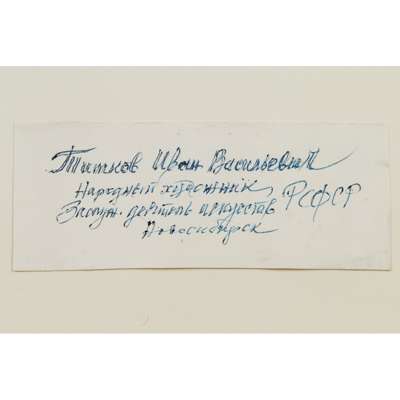 Титков Иван Васильевич
Народный художник
Заслуж. деятель искусств РСФСР
Новосибирск